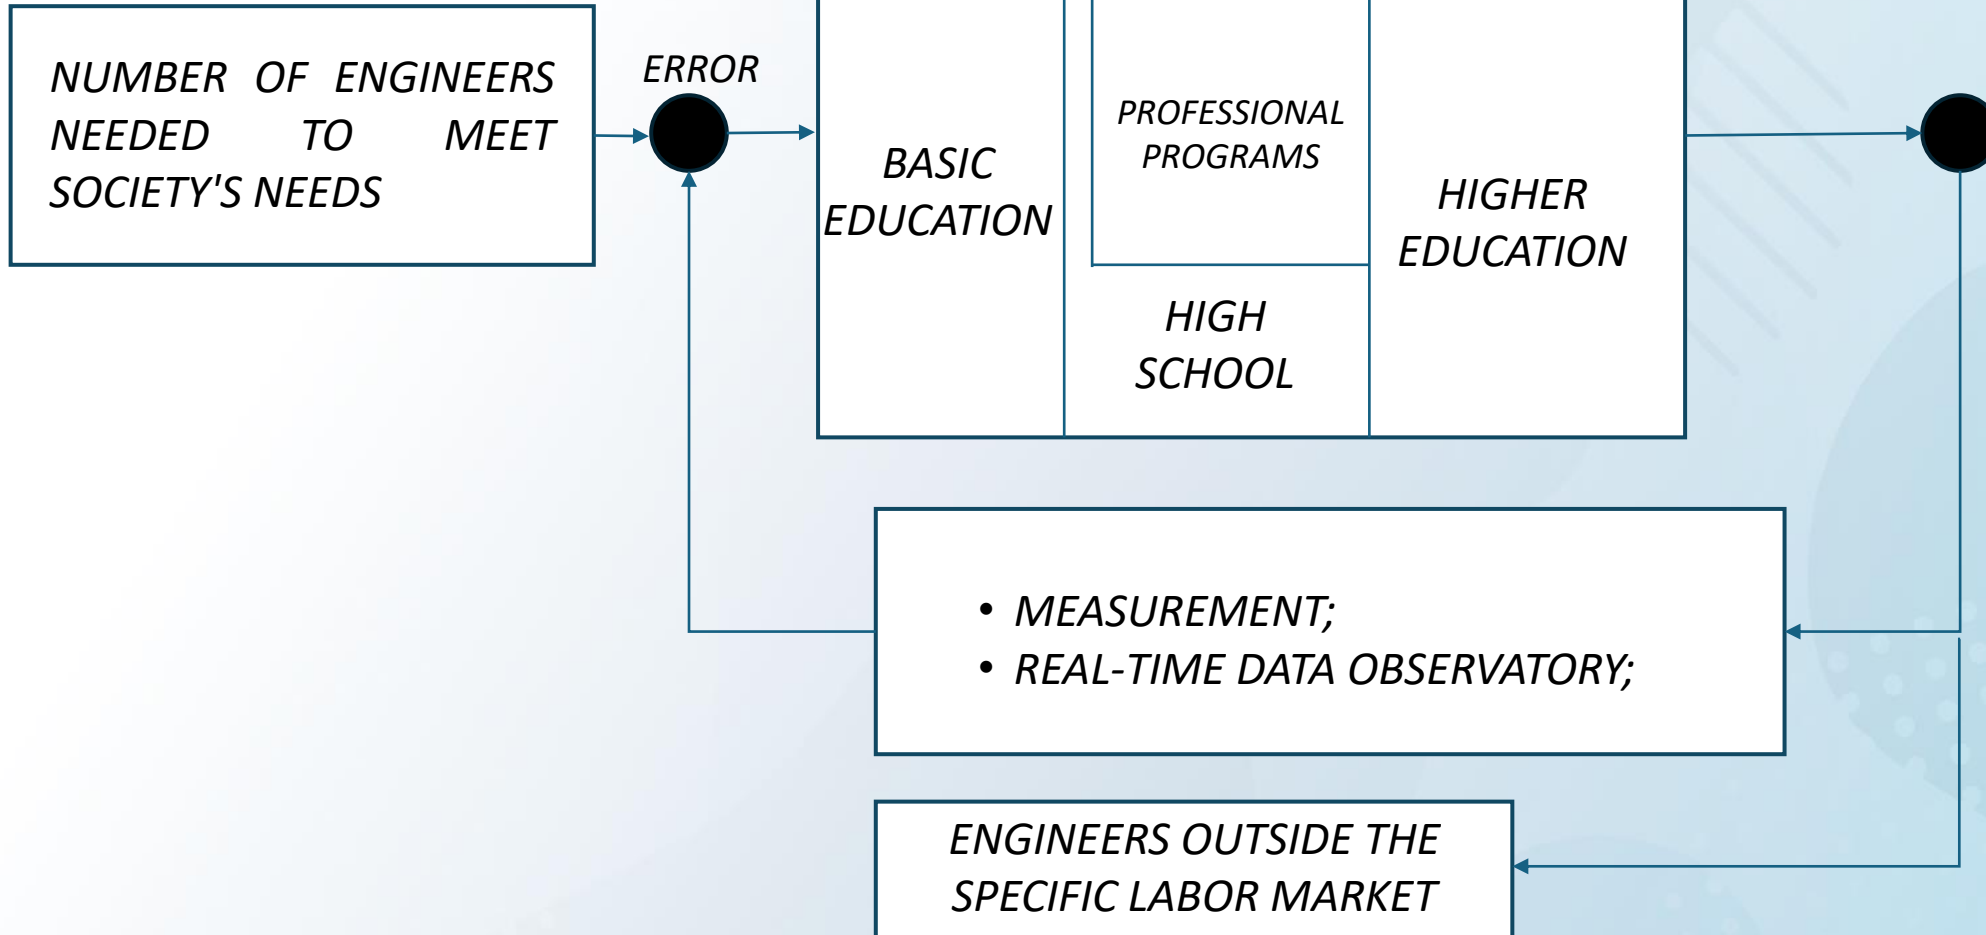 NUMBER OF ENGINEERS
NEEDED TO MEET
SOCIETY'S NEEDS
ERROR
BASIC
EDUCATION
PROFESSIONAL
PROGRAMS
HIGH
SCHOOL
HIGHER
EDUCATION
• MEASUREMENT;
• REAL-TIME DATA OBSERVATORY;
ENGINEERS OUTSIDE THE
SPECIFIC LABOR MARKET